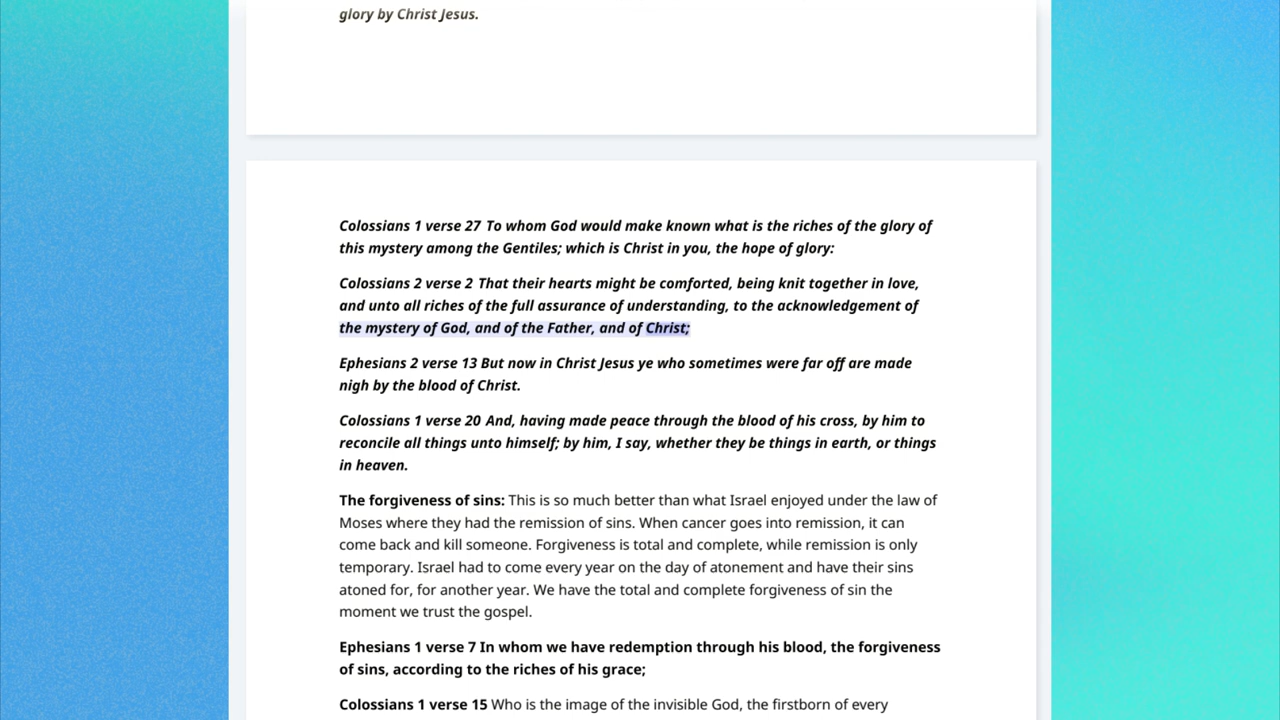 glory by Christ Jesus.
Colossians 1 verse 27 To whom God would make known what is the riches of the glory of
this mystery among the Gentiles; which is Christ in you, the hope of glory:
Colossians 2 verse 2 That their hearts might be comforted, being knit together in love,
and unto all riches of the full assurance of understanding, to the acknowledgement of
the mystery of God, and of the Father, and of Christ;
Ephesians 2 verse 13 But now in Christ Jesus ye who sometimes were far off are made
nigh by the blood of Christ.
Colossians 1 verse 20 And, having made peace through the blood of his cross, by him to
reconcile all things unto himself; by him, I say, whether they be things in earth, or things
in heaven.
The forgiveness of sins: This is so much better than what Israel enjoyed under the law of
Moses where they had the remission of sins. When cancer goes into remission, it can
come back and kill someone. Forgiveness is total and complete, while remission is only
temporary. Israel had to come every year on the day of atonement and have their sins
atoned for, for another year. We have the total and complete forgiveness of sin the
moment we trust the gospel.
Ephesians 1 verse 7 In whom we have redemption through his blood, the forgiveness
of sins, according to the riches of his grace;
Colossians 1 verse 15 Who is the image of the invisible God, the firstborn of every